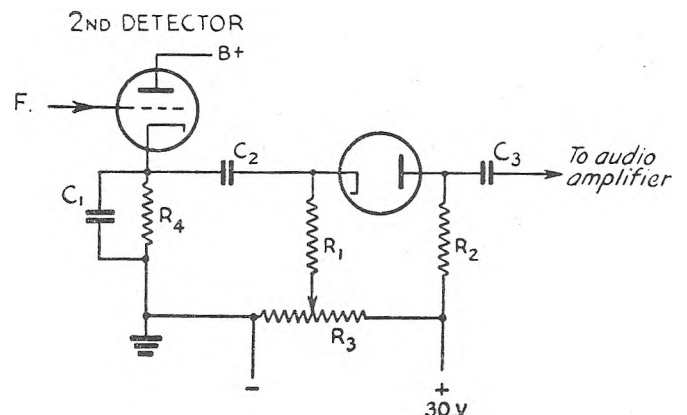 2ND DETECTOR
B+
F.
C2
C3
To audio
amplifier
C1
R4
R1
R2
R3
−
+
30 V